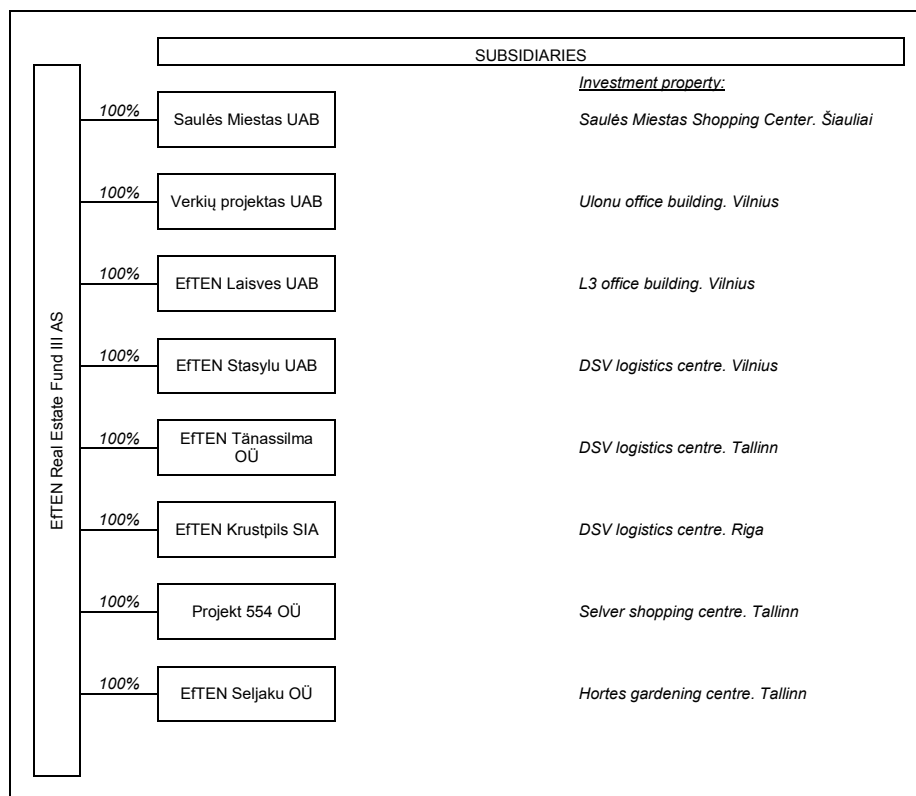 SUBSIDIARIES
EfTEN Real Estate Fund III AS
Investment property:
100%
Saulės Miestas UAB
Saulės Miestas Shopping Center. Šiauliai
100%
Verkių projektas UAB
Ulonu office building. Vilnius
100%
EfTEN Laisves UAB
L3 office building. Vilnius
100%
EfTEN Stasylu UAB
DSV logistics centre. Vilnius
100%
EfTEN Tänassilma
OÜ
DSV logistics centre. Tallinn
100%
EfTEN Krustpils SIA
DSV logistics centre. Riga
100%
Projekt 554 OÜ
Selver shopping centre. Tallinn
100%
EfTEN Seljaku OÜ
Hortes gardening centre. Tallinn